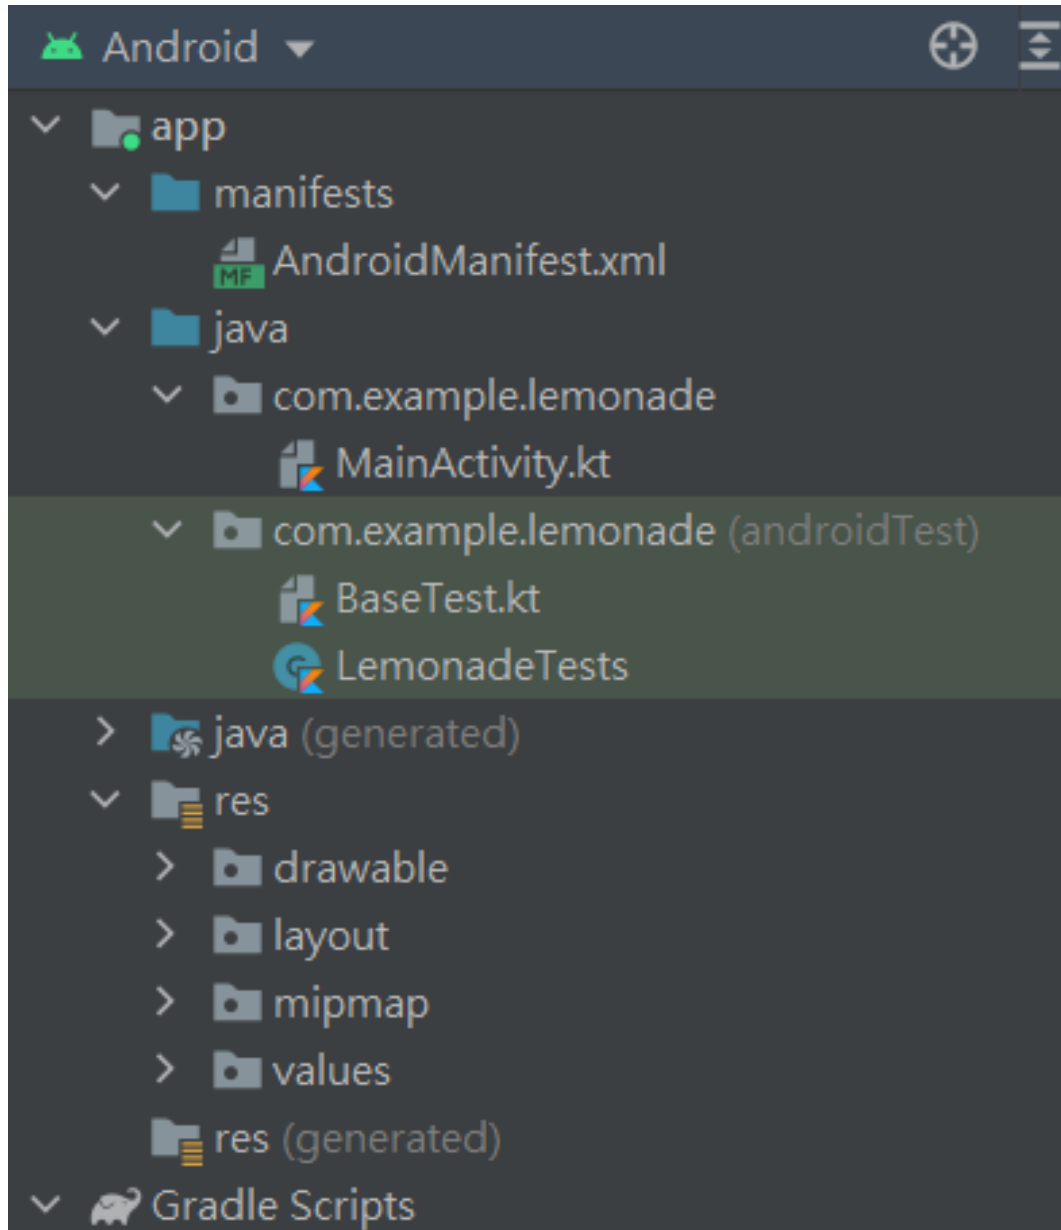 Android
app
manifests
MF AndroidManifest.xml
java
com.example.lemonade
MainActivity.kt
com.example.lemonade (androidTest)
BaseTest.kt
LemonadeTests
java (generated)
res
drawable
layout
mipmap
values
res (generated)
Gradle Scripts